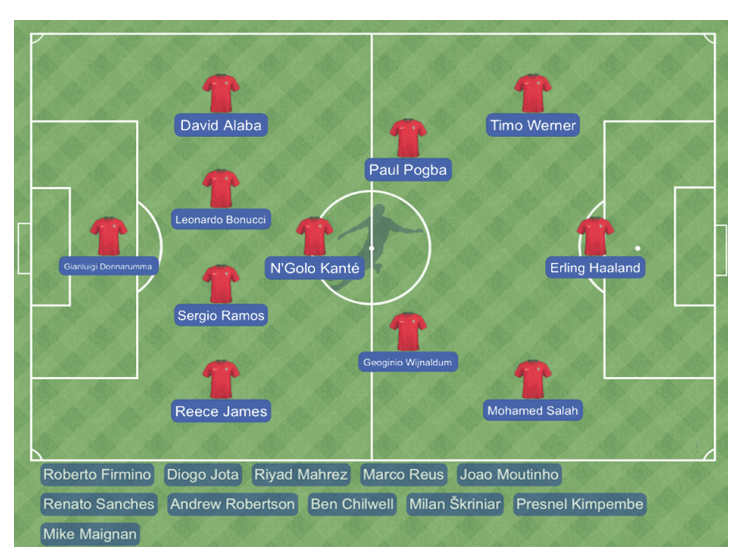 David Alaba
Timo Werner
Paul Pogba
Leonardo Bonucci
Gianluigi Donnarumma
N'Golo Kanté
Erling Haaland
Sergio Ramos
Geoginio Wijnaldum
Reece James
Mohamed Salah
Roberto Firmino Diogo Jota Riyad Mahrez Marco Reus Joao Moutinho
Renato Sanches Andrew Robertson Ben Chilwell Milan Škriniar Presnel Kimpembe
Mike Maignan